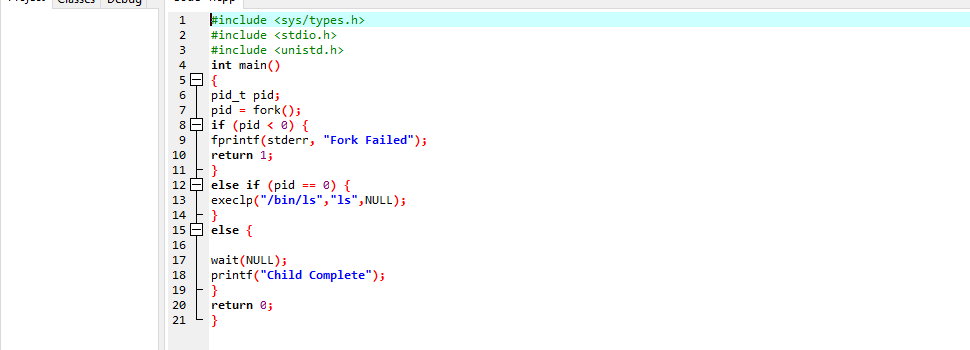 Classes Debug
1 #include <sys/types.h>
2 #include <stdio.h>
3 #include <unistd.h>
4 int main()
5 {
6 pid_t pid;
7 pid = fork();
8 if (pid < 0) {
9 fprintf(stderr, "Fork Failed");
10 return 1;
11 }
12 else if (pid == 0) {
13 execlp("/bin/ls","ls",NULL);
14 }
15 else {
16
17 wait(NULL);
18 printf("Child Complete");
19 }
20 return 0;
21 }